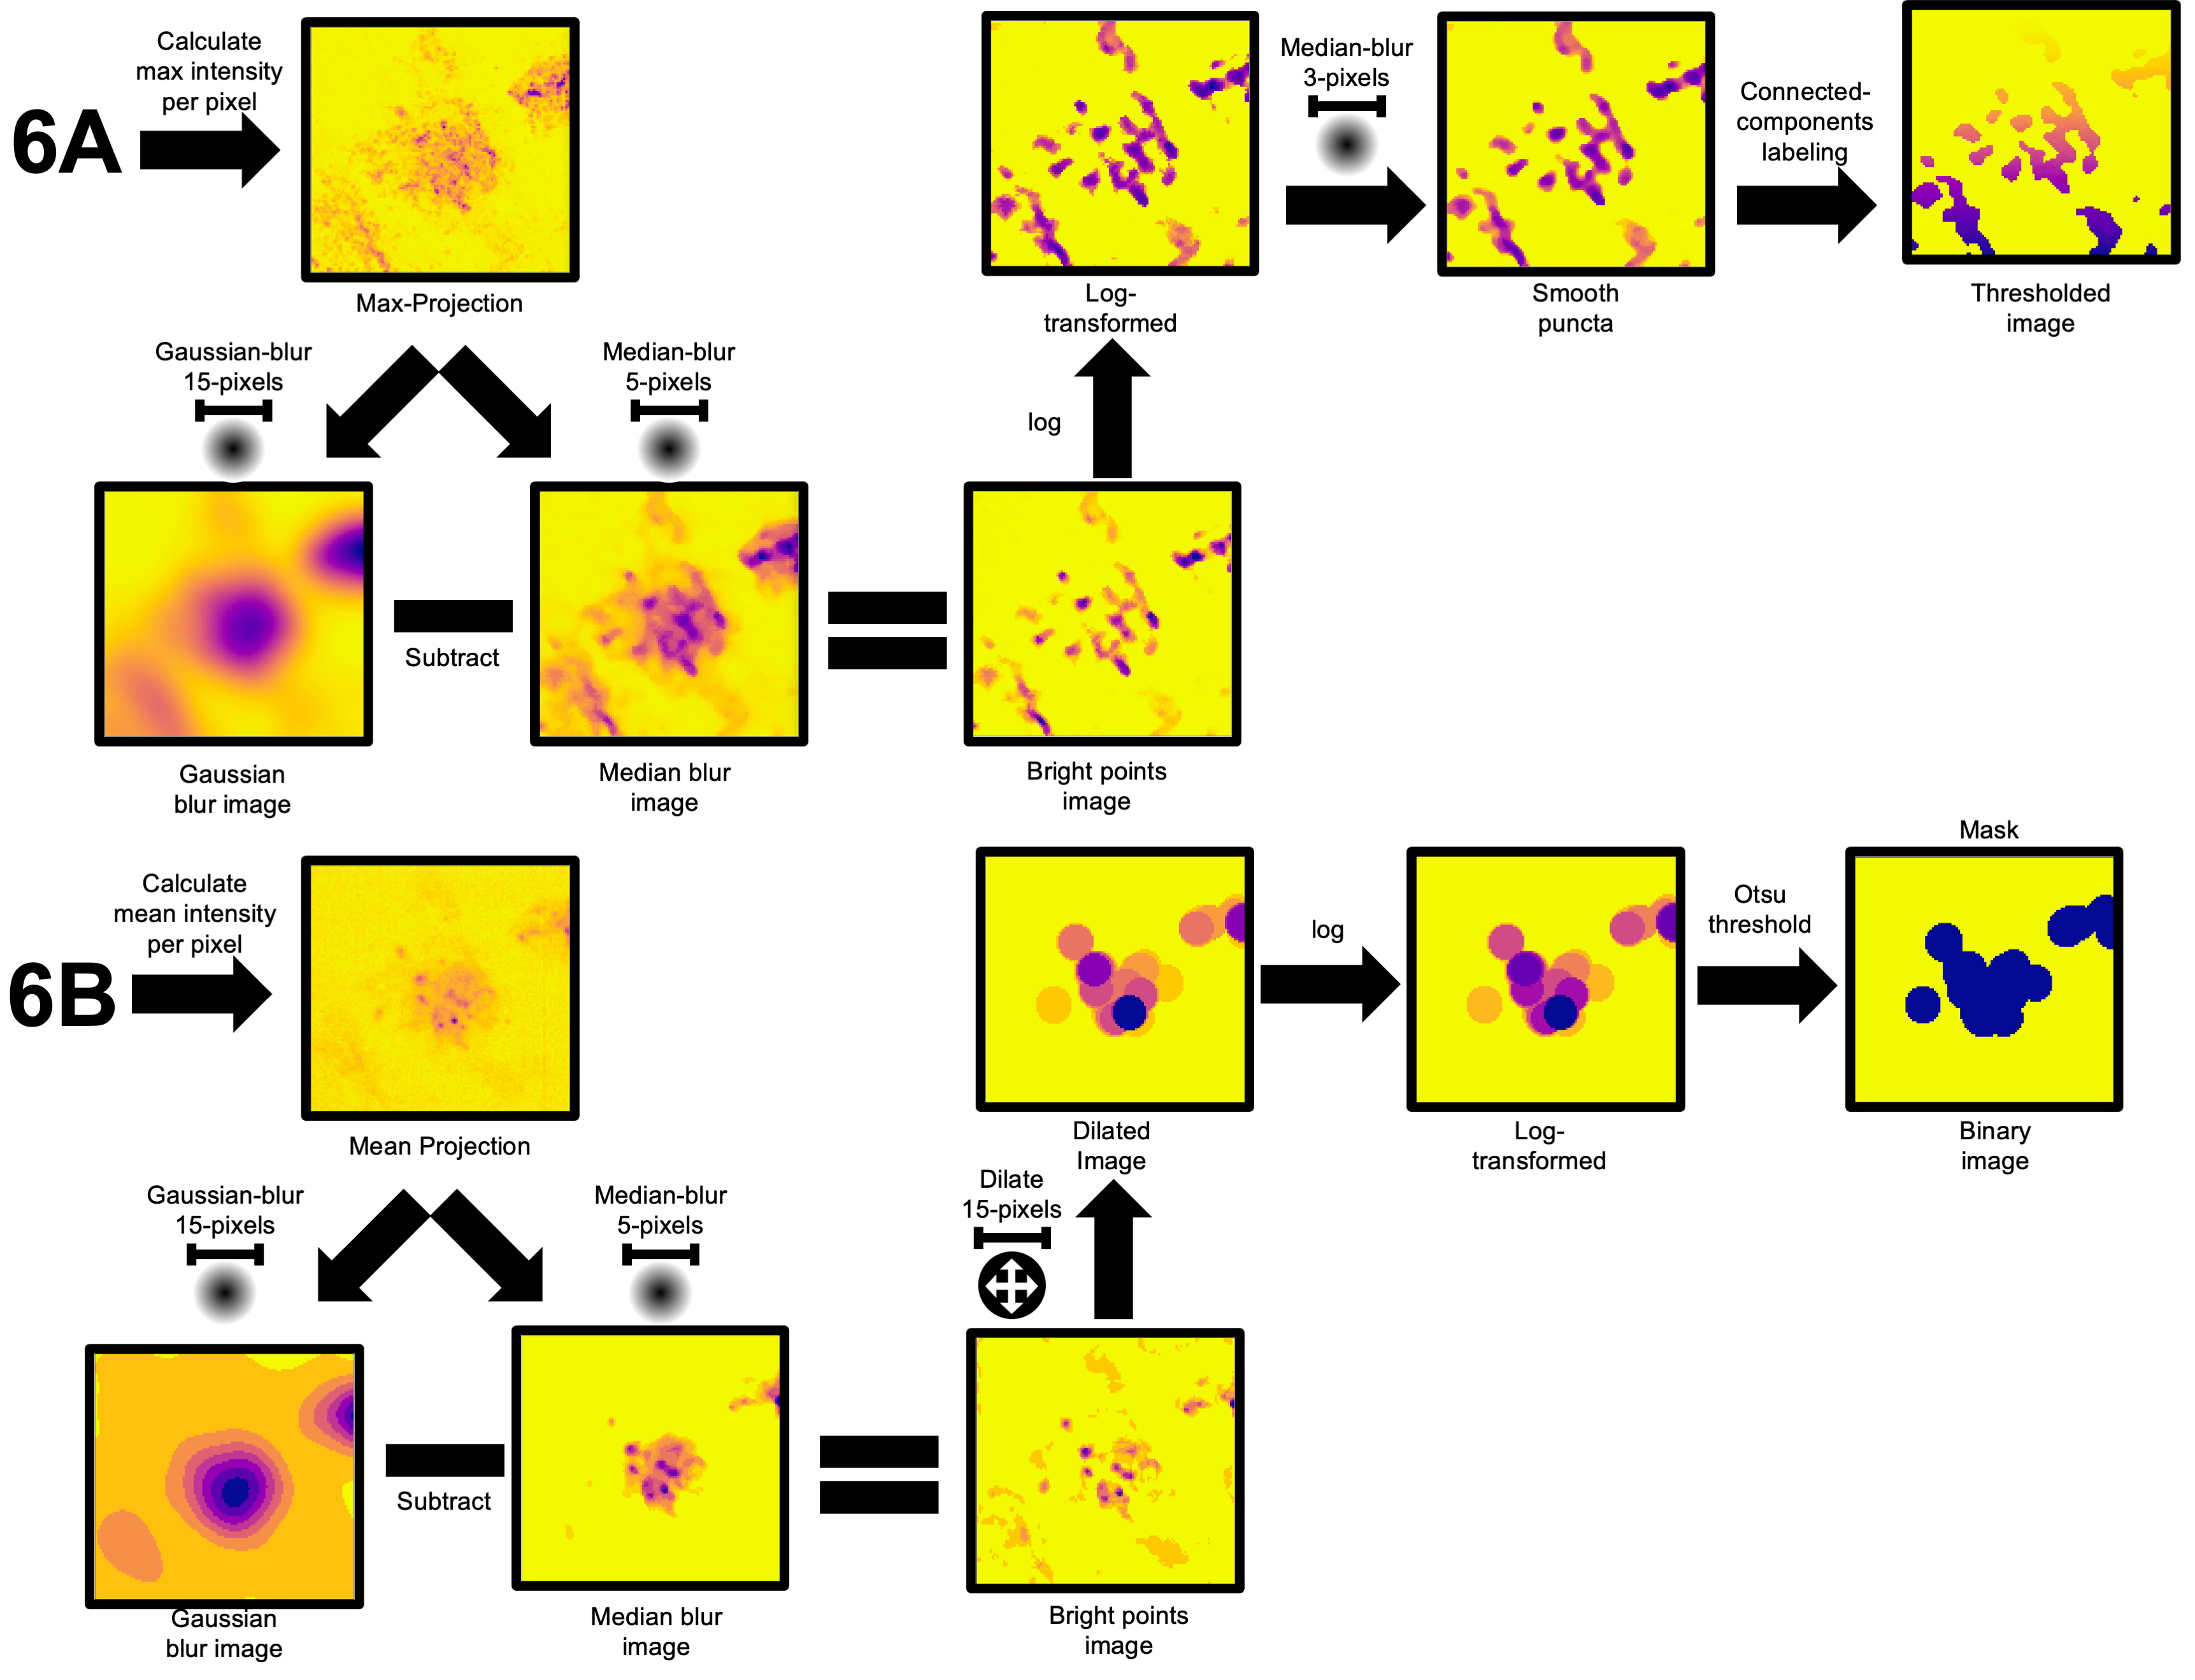 6A
Calculate
max intensity
per pixel
Max-Projection
Gaussian-blur
15-pixels
Median-blur
5-pixels
Gaussian
blur image
Subtract
Median blur
image
Bright points
image
log
Log-
transformed
Median-blur
3-pixels
Smooth
puncta
Connected-
components
labeling
Thresholded
image
6B
Calculate
mean intensity
per pixel
Mean Projection
Gaussian-blur
15-pixels
Median-blur
5-pixels
Gaussian
blur image
Subtract
Median blur
image
Bright points
image
Dilate
15-pixels
Dilated
Image
log
Log-
transformed
Otsu
threshold
Mask
Binary
image